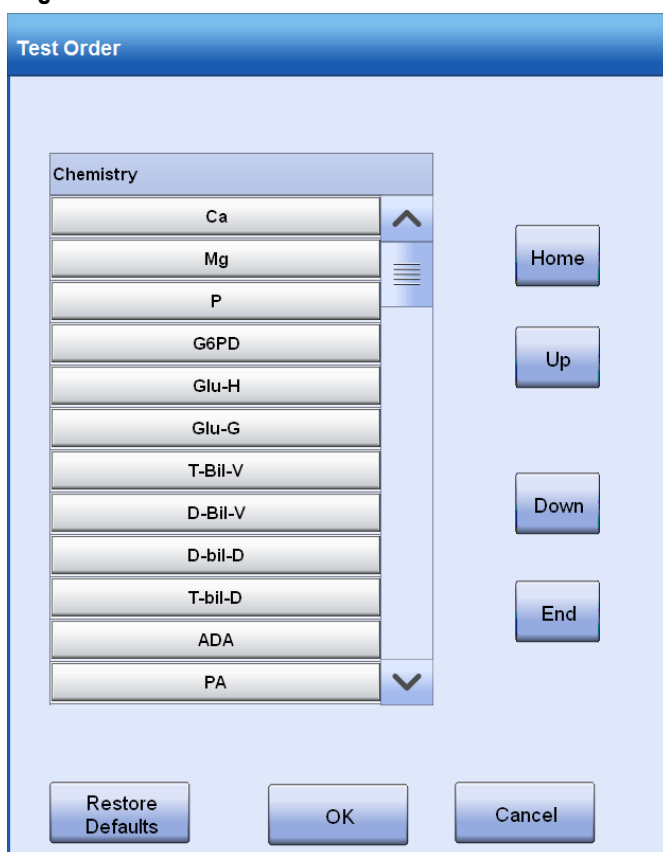 Test Order
Chemistry
Ca
Mg
P
G6PD
Glu-H
Glu-G
T-Bil-V
D-Bil-V
D-bil-D
T-bil-D
ADA
PA
Home
Up
Down
End
Restore
Defaults
OK
Cancel